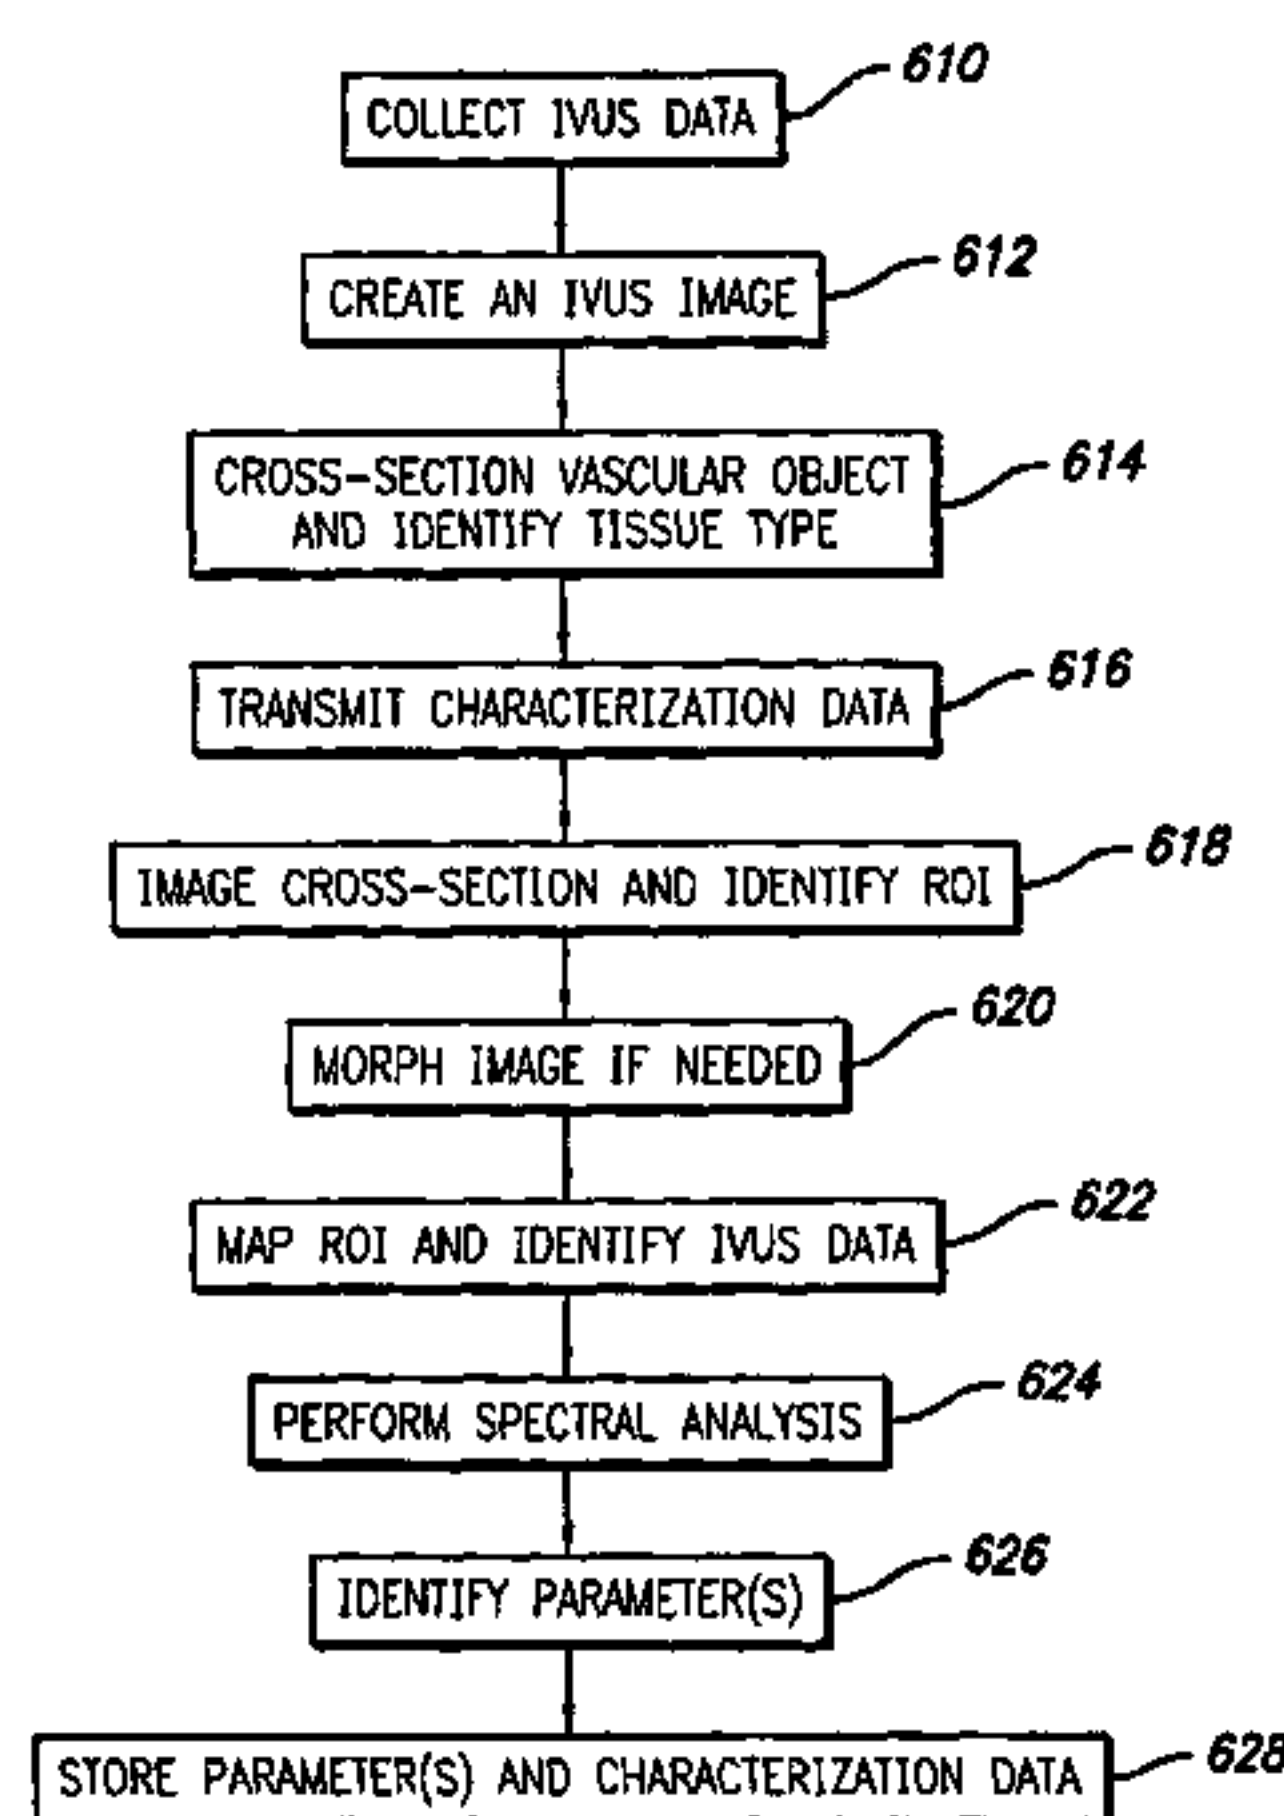 610
COLLECT IVUS DATA
612
CREATE AN IVUS IMAGE
614
CROSS-SECTION VASCULAR OBJECT
AND IDENTIFY TISSUE TYPE
616
TRANSMIT CHARACTERIZATION DATA
618
IMAGE CROSS-SECTION AND IDENTIFY ROI
620
MORPH IMAGE IF NEEDED
622
MAP ROI AND IDENTIFY IVUS DATA
624
PERFORM SPECTRAL ANALYSIS
626
IDENTIFY PARAMETER(S)
628
STORE PARAMETER(S) AND CHARACTERIZATION DATA